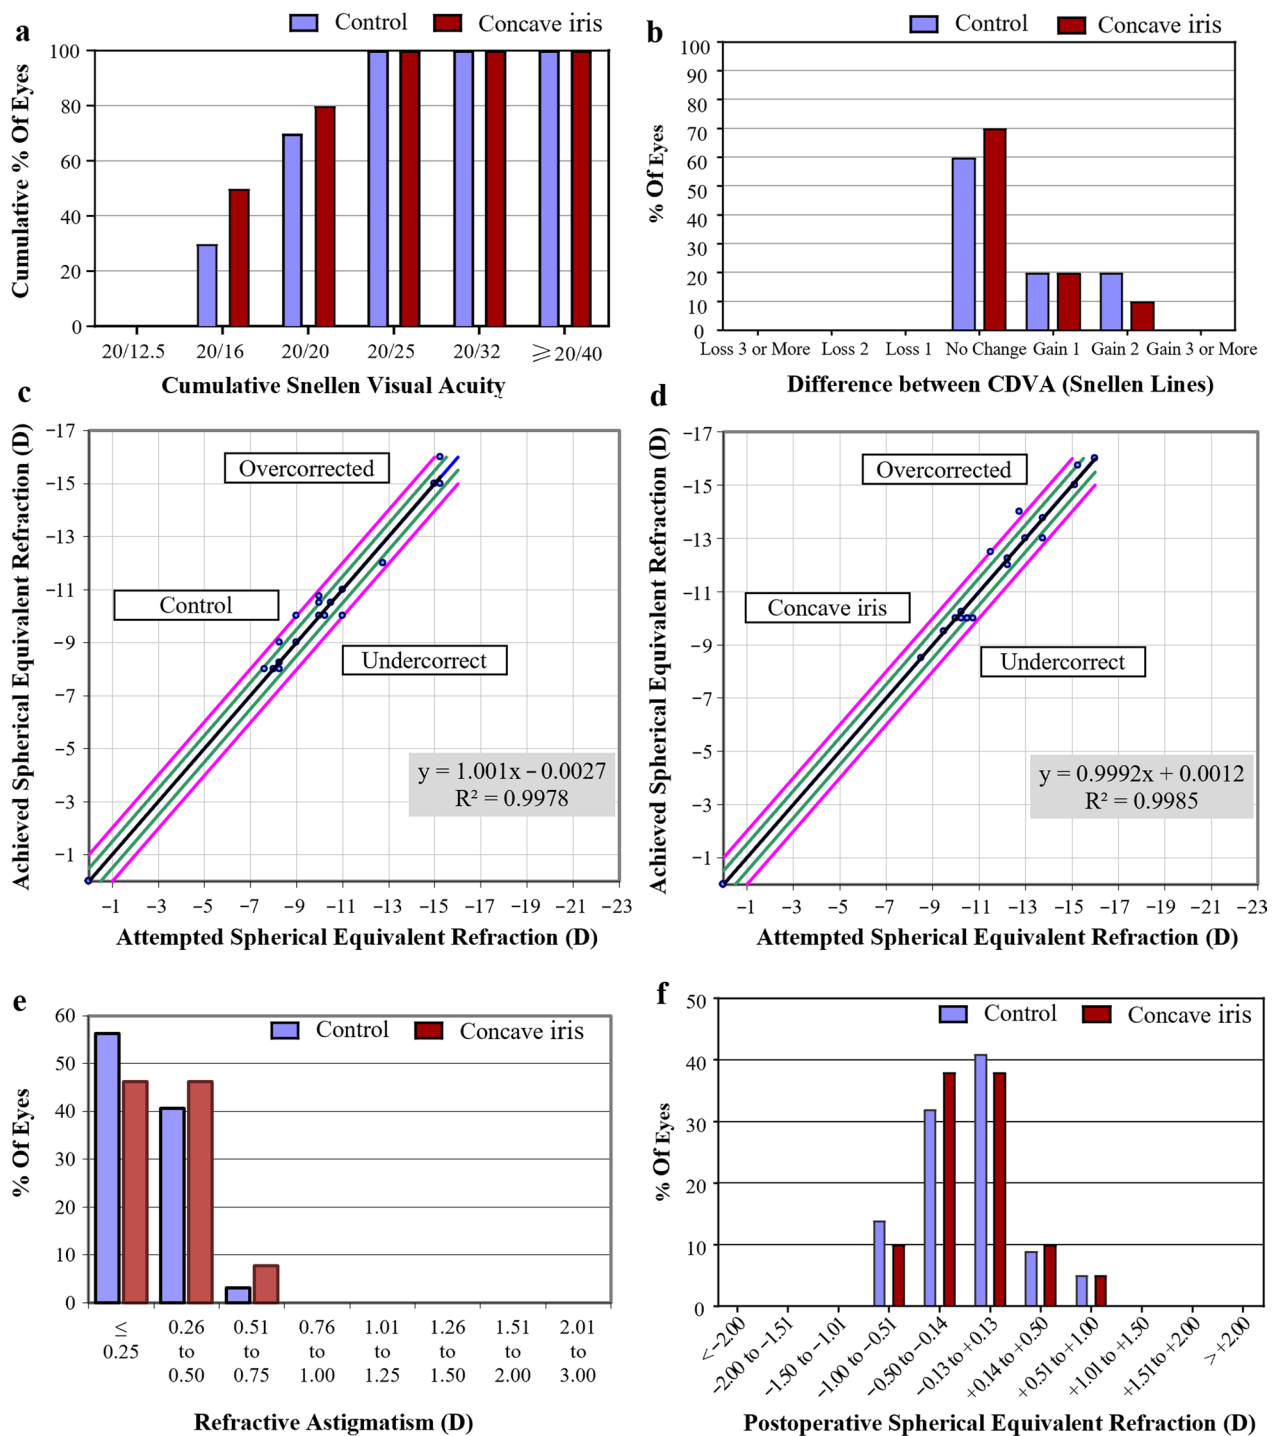 a
Control
Concave iris
Cumulative % Of Eyes
100
80
60
40
20
0
20/12.5
20/16
20/20
20/25
20/32
≥ 20/40
Cumulative Snellen Visual Acuity
b
Control
Concave iris
% Of Eyes
100
90
80
70
60
50
40
30
20
10
0
Loss 3 or More
Loss 2
Loss 1
No Change
Gain 1
Gain 2
Gain 3 or More
Difference between CDVA (Snellen Lines)
c
Achieved Spherical Equivalent Refraction (D)
−17
−15
−13
−11
−9
−7
−5
−3
−1
Overcorrected
Control
Undercorrect
y = 1.001x − 0.0027
R² = 0.9978
−1
−3
−5
−7
−9
−11
−13
−15
−17
−19
−21
−23
Attempted Spherical Equivalent Refraction (D)
d
Achieved Spherical Equivalent Refraction (D)
−17
−15
−13
−11
−9
−7
−5
−3
−1
Overcorrected
Concave iris
Undercorrect
y = 0.9992x + 0.0012
R² = 0.9985
−1
−3
−5
−7
−9
−11
−13
−15
−17
−19
−21
−23
Attempted Spherical Equivalent Refraction (D)
e
Control
Concave iris
% Of Eyes
60
50
40
30
20
10
0
≤
0.25
0.26
to
0.50
0.51
to
0.75
0.76
to
1.00
1.01
to
1.25
1.26
to
1.50
1.51
to
2.00
2.01
to
3.00
Refractive Astigmatism (D)
f
Control
Concave iris
% Of Eyes
50
40
30
20
10
0
< −2.00
−2.00 to −1.51
−1.50 to −1.01
−1.00 to −0.51
−0.50 to −0.14
−0.13 to +0.13
+0.14 to +0.50
+0.51 to +1.00
+1.01 to +1.50
+1.51 to +2.00
> +2.00
Postoperative Spherical Equivalent Refraction (D)